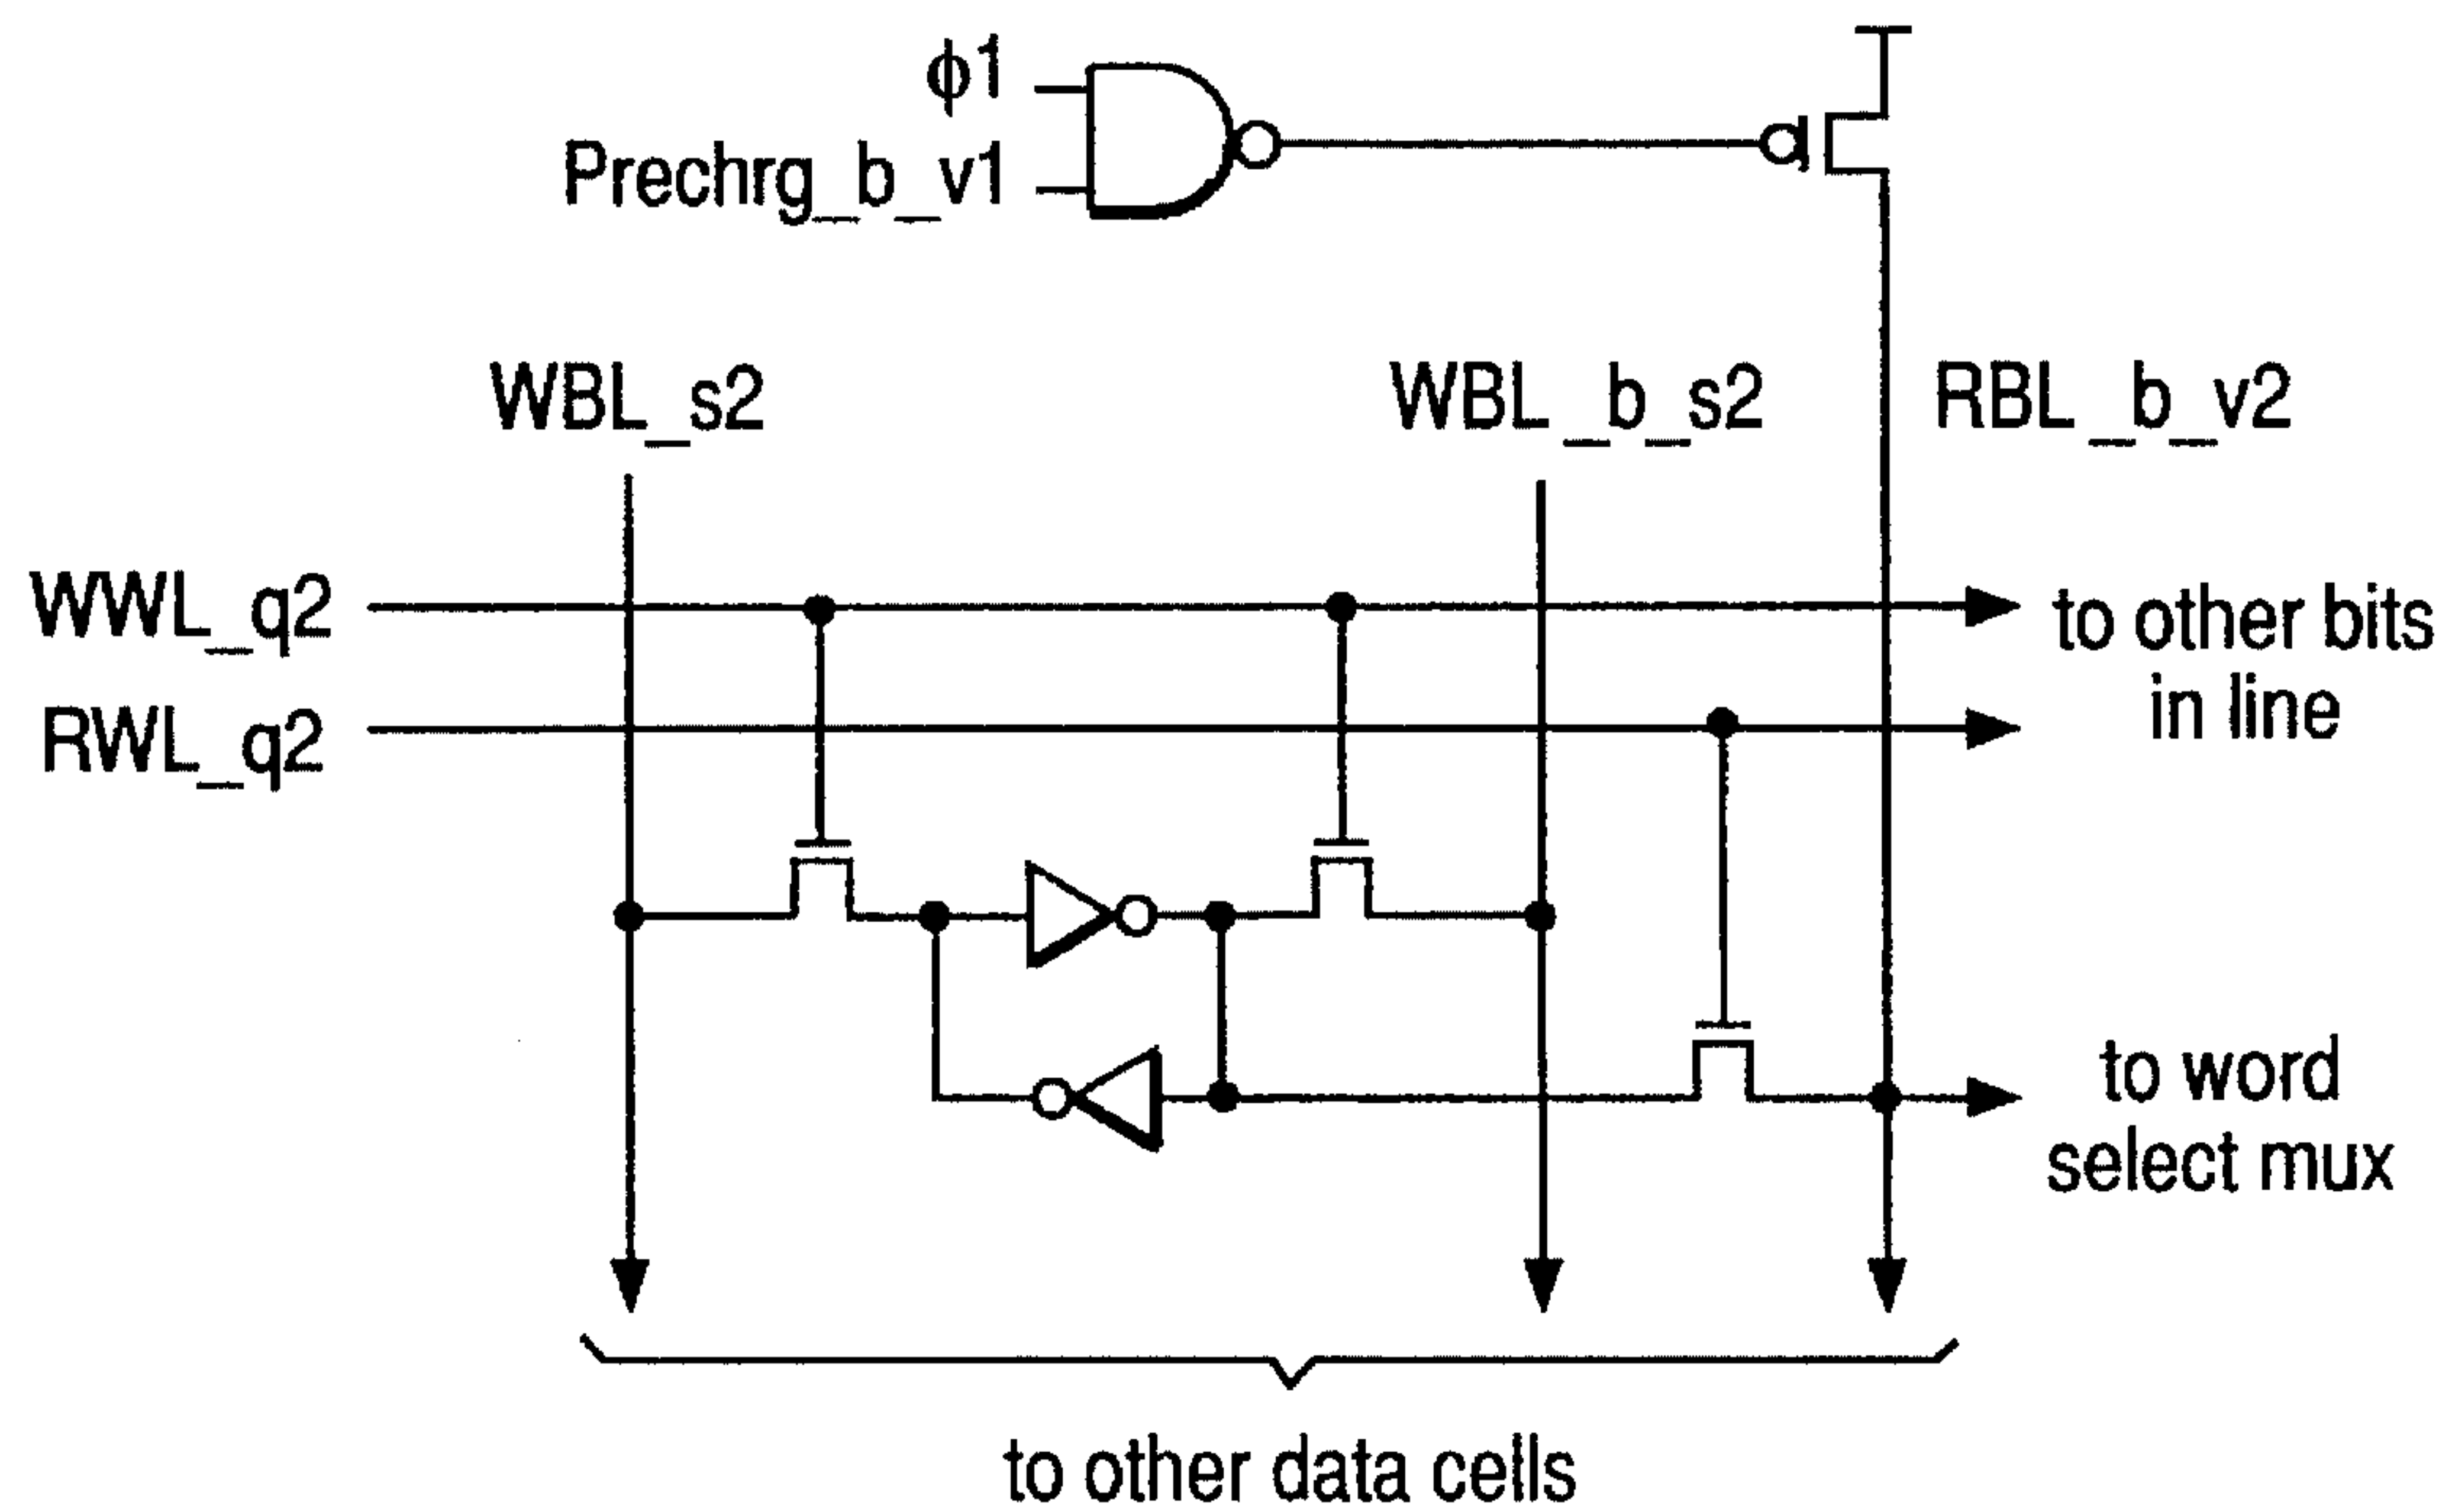 ϕ1
Prechrg_b_v1
WBL_s2
WBL_b_s2
RBL_b_v2
WWL_q2
to other bits
in line
RWL_q2
to word
select mux
to other data cells